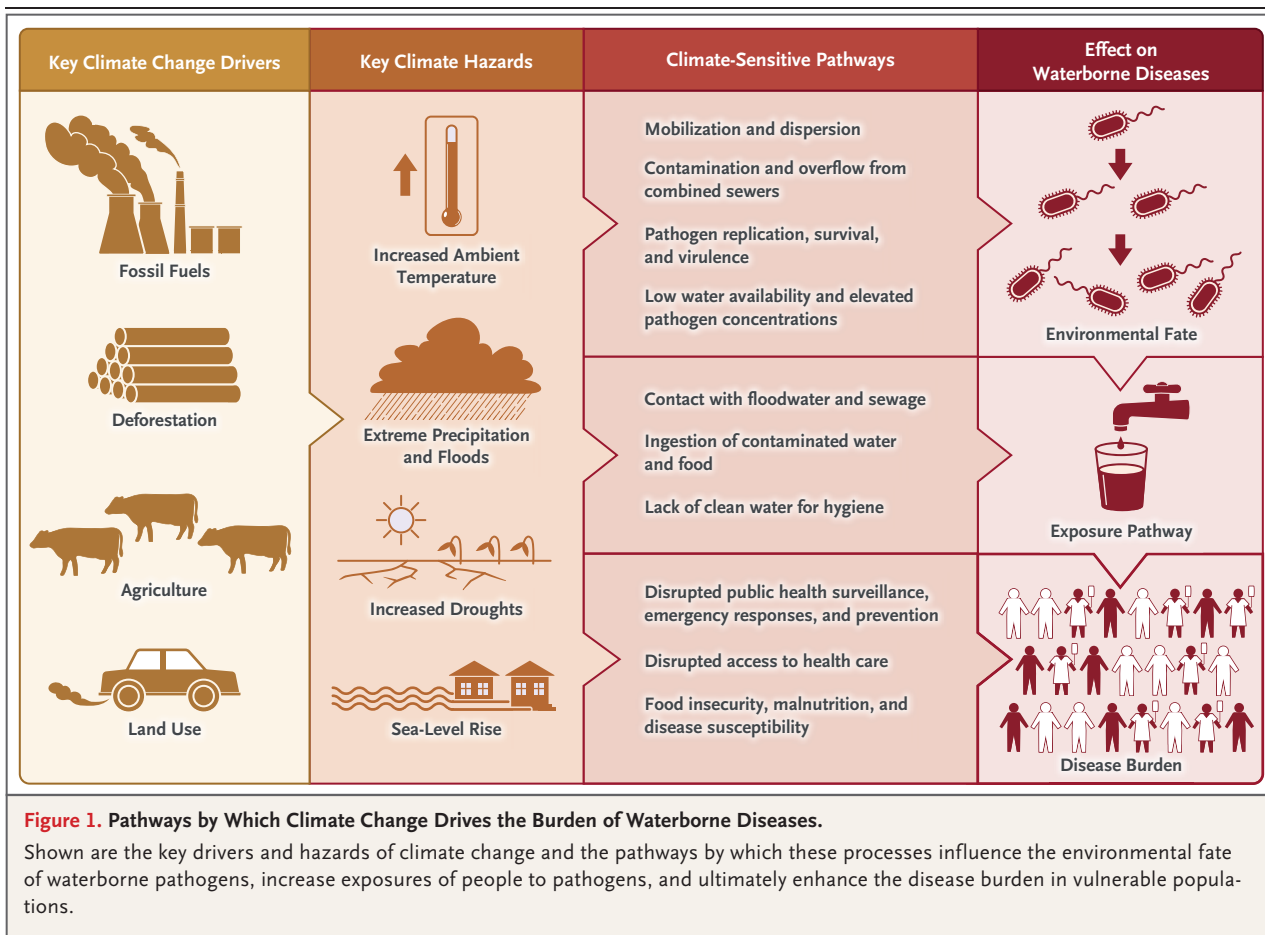 Key Climate Change Drivers
Key Climate Hazards
Climate-Sensitive Pathways
Effect on
Waterborne Diseases
Fossil Fuels
Deforestation
Agriculture
Land Use
Increased Ambient
Temperature
Extreme Precipitation
and Floods
Increased Droughts
Sea-Level Rise
Mobilization and dispersion
Contamination and overflow from
combined sewers
Pathogen replication, survival,
and virulence
Low water availability and elevated
pathogen concentrations
Contact with floodwater and sewage
Ingestion of contaminated water
and food
Lack of clean water for hygiene
Disrupted public health surveillance,
emergency responses, and prevention
Disrupted access to health care
Food insecurity, malnutrition, and
disease susceptibility
Environmental Fate
Exposure Pathway
Disease Burden
Figure 1. Pathways by Which Climate Change Drives the Burden of Waterborne Diseases.
Shown are the key drivers and hazards of climate change and the pathways by which these processes influence the environmental fate
of waterborne pathogens, increase exposures of people to pathogens, and ultimately enhance the disease burden in vulnerable popula-
tions.